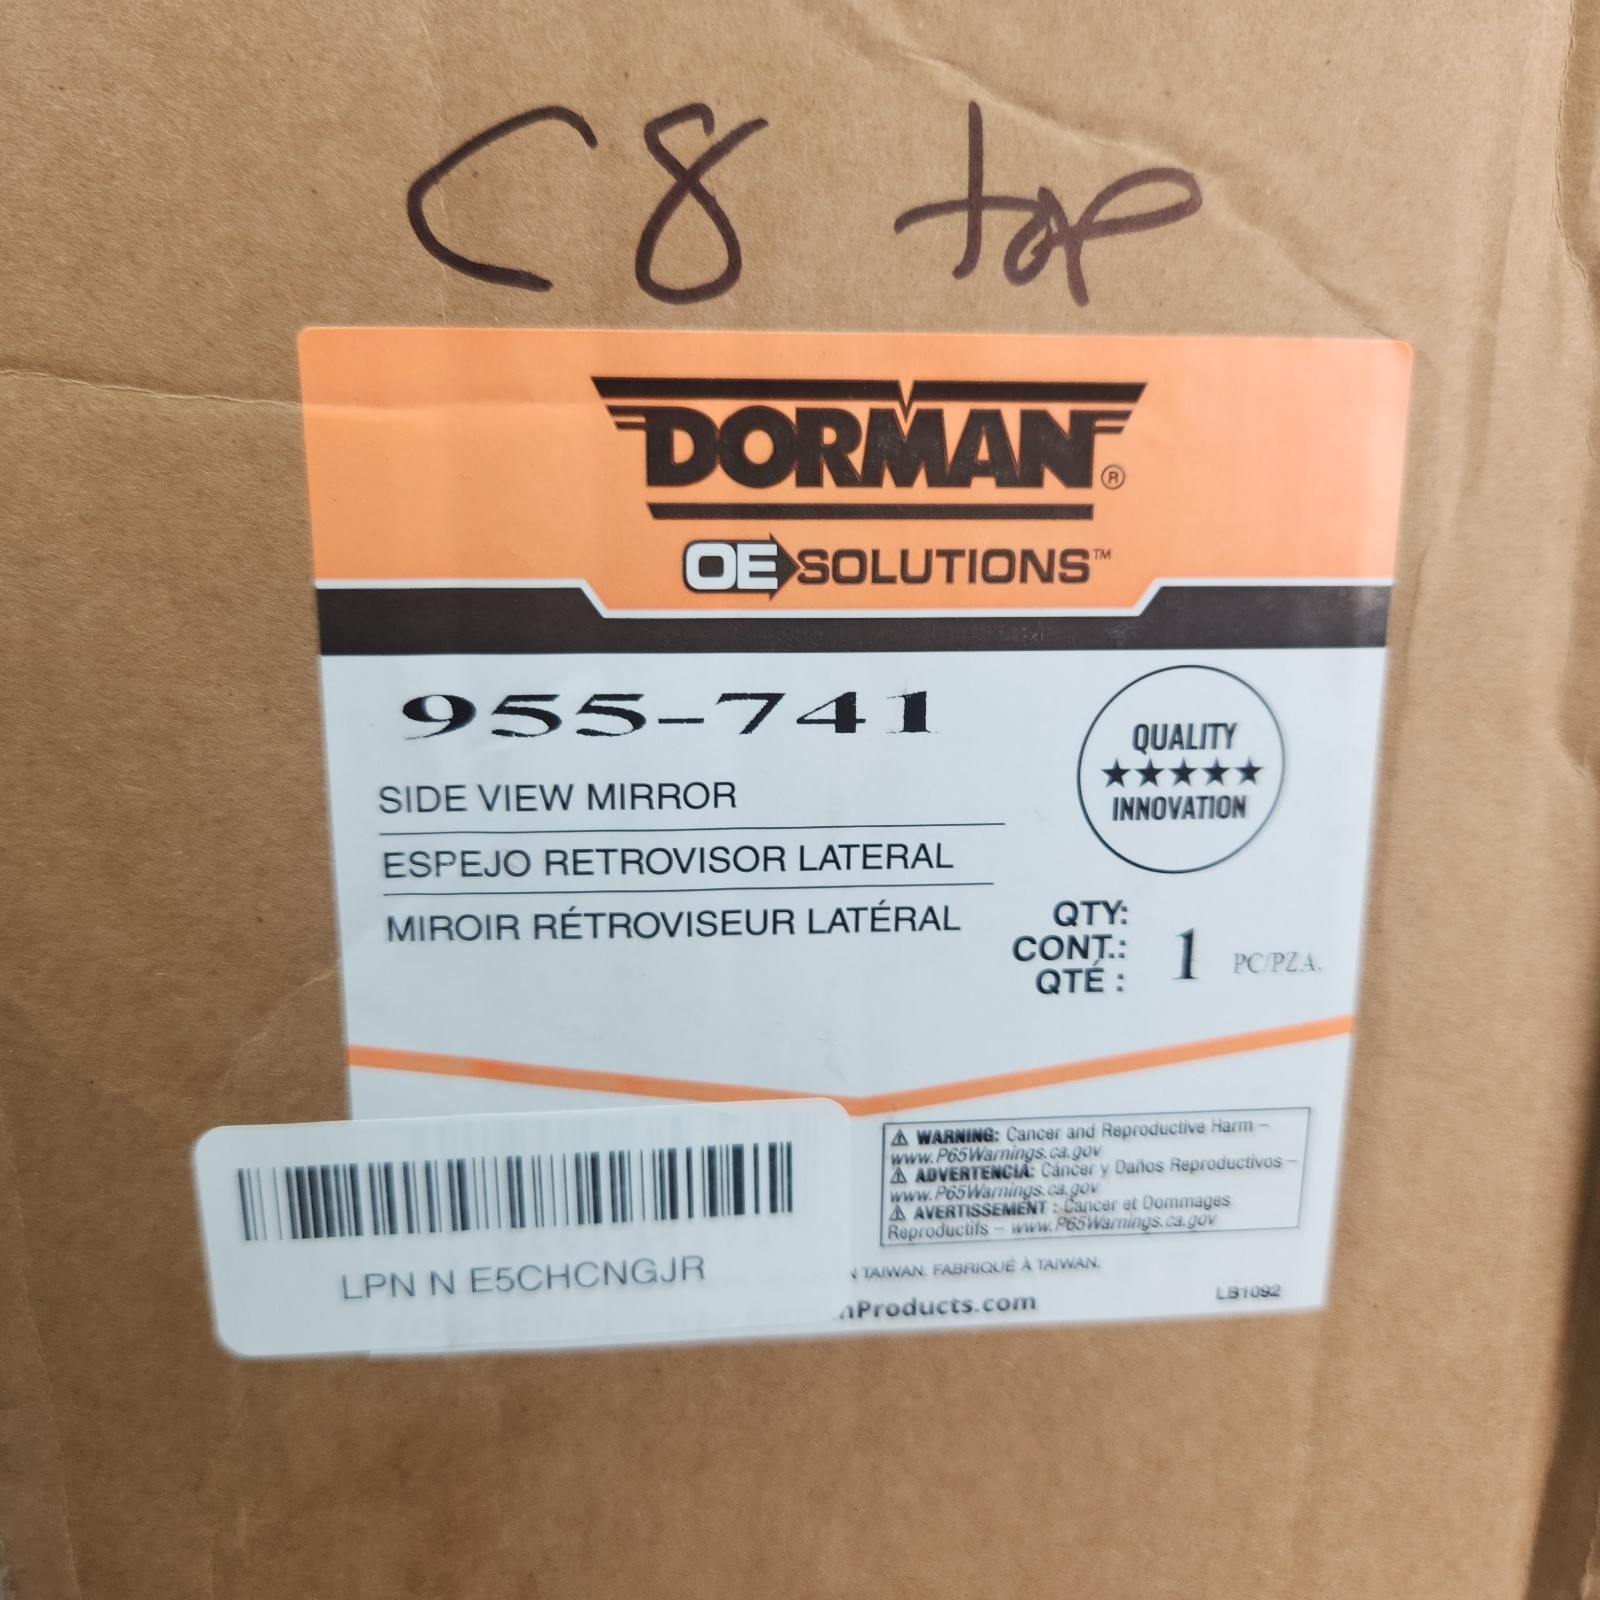 C8 top
DORMAN®
OE SOLUTIONS™
955-741
SIDE VIEW MIRROR
ESPEJO RETROVISOR LATERAL
MIROIR RÉTROVISEUR LATÉRAL
QUALITY
★★★★★
INNOVATION
QTY:
CONT.:
QTÉ :
1 PC/PZA.
⚠ WARNING: Cancer and Reproductive Harm –
www.P65Warnings.ca.gov
⚠ ADVERTENCIA: Cáncer y Daños Reproductivos –
www.P65Warnings.ca.gov
⚠ AVERTISSEMENT : Cancer et Dommages
Reproductifs – www.P65Warnings.ca.gov
TAIWAN. FABRIQUÉ À TAIWAN.
nProducts.com
LB1092
LPN N E5CHCNGJR